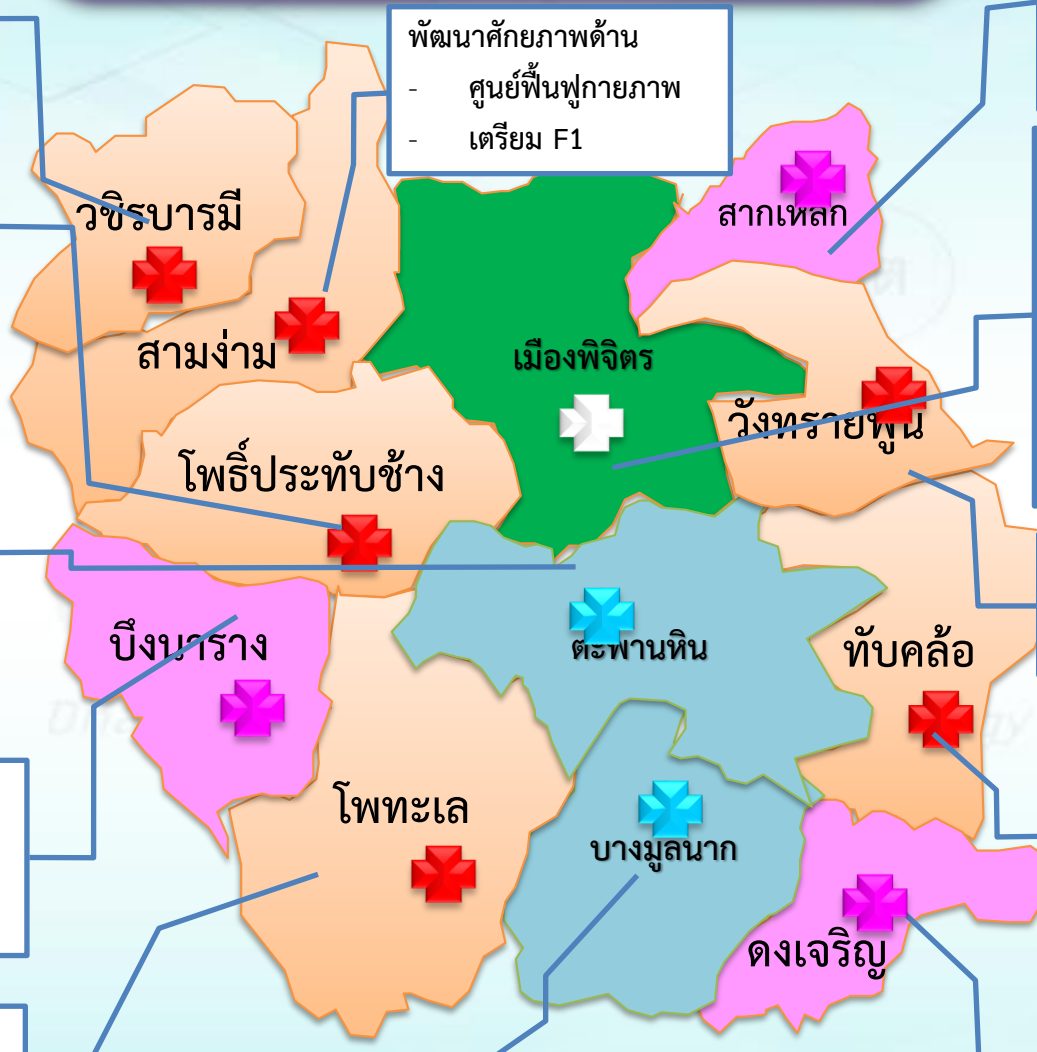 พัฒนาศักยภาพด้าน
- ศูนย์ฟื้นฟูกายภาพ
- เตรียม F1
วชิรบารมี
สากเหล็ก
สามง่าม
เมืองพิจิตร
วังทรายพูน
โพธิ์ประทับช้าง
บึงนาราง
ตะพานหิน
ทับคล้อ
โพทะเล
บางมูลนาก
ดงเจริญ